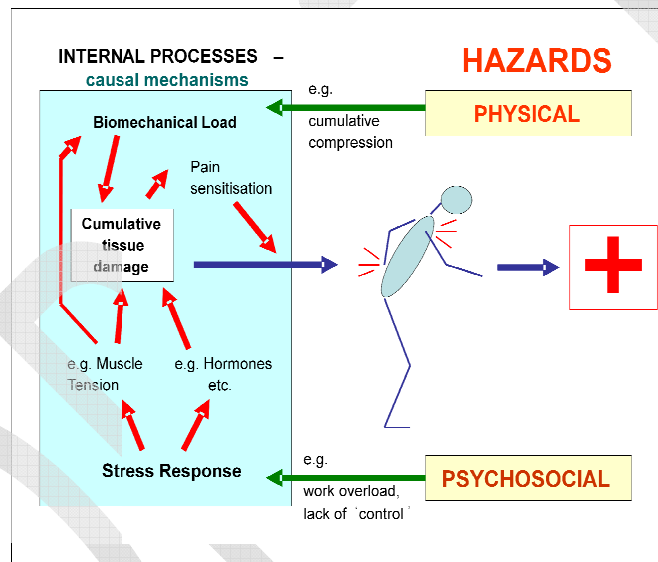 INTERNAL PROCESSES –
causal mechanisms
HAZARDS
e.g.
cumulative
compression
PHYSICAL
Biomechanical Load
Pain
sensitisation
Cumulative
tissue
damage
e.g. Muscle
Tension
e.g. Hormones
etc.
Stress Response
e.g.
work overload,
lack of ‘control’
PSYCHOSOCIAL